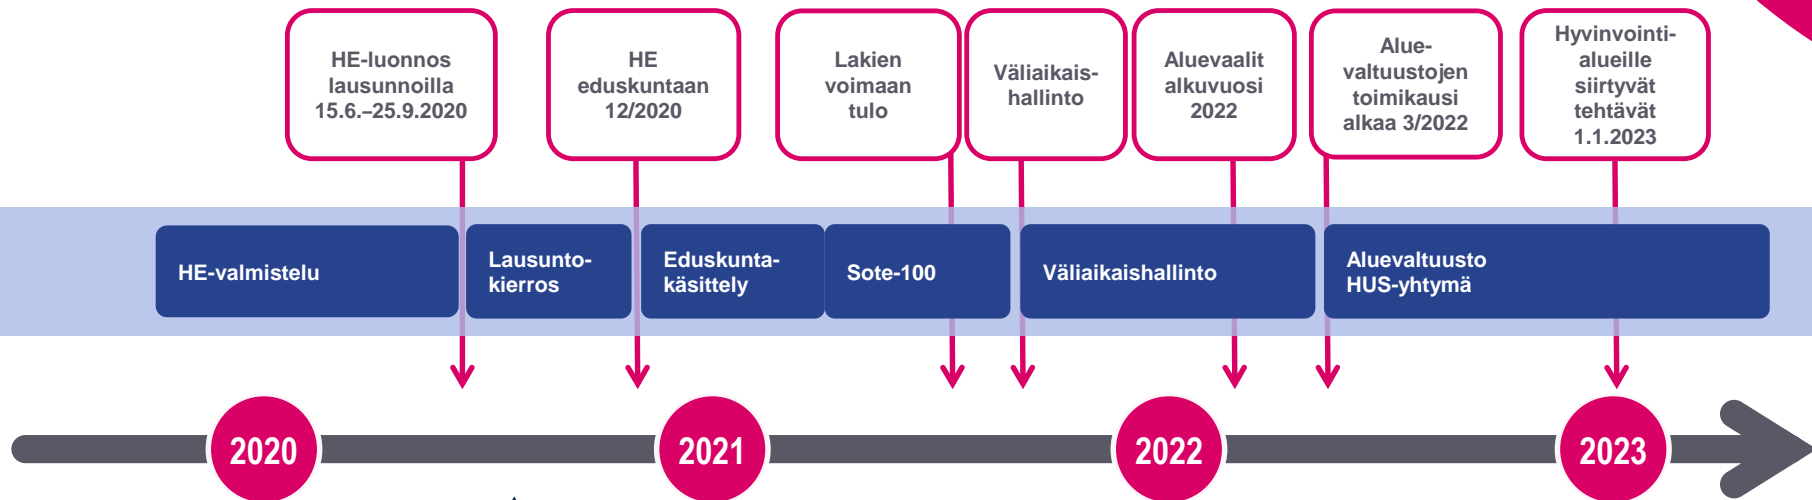 HE-luonnos
lausunnoilla
15.6.–25.9.2020
HE
eduskuntaan
12/2020
Lakien
voimaan
tulo
Väliaikais-
hallinto
Aluevaalit
alkuvuosi
2022
Alue-
valtuustojen
toimikausi
alkaa 3/2022
Hyvinvointi-
alueille
siirtyvät
tehtävät
1.1.2023
HE-valmistelu
Lausunto-
kierros
Eduskunta-
käsittely
Sote-100
Väliaikaishallinto
Aluevaltuusto
HUS-yhtymä
2020
2021
2022
2023